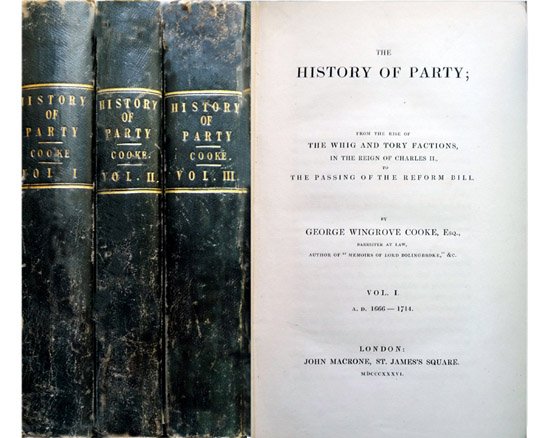 HISTORY
OF
PARTY
COOKE
VOL. I
HISTORY
OF
PARTY
COOKE.
VOL. II.
HISTORY
OF
PARTY
COOKE.
VOL. III.
THE
HISTORY OF PARTY;
FROM THE RISE OF
THE WHIG AND TORY FACTIONS,
IN THE REIGN OF CHARLES II.,
TO
THE PASSING OF THE REFORM BILL.
BY
GEORGE WINGROVE COOKE, Esq.,
BARRISTER AT LAW,
AUTHOR OF "MEMOIRS OF LORD BOLINGBROKE," &c.
VOL. I.
A. D. 1666—1714.
LONDON:
JOHN MACRONE, ST. JAMES'S SQUARE.
MDCCCXXXVI.